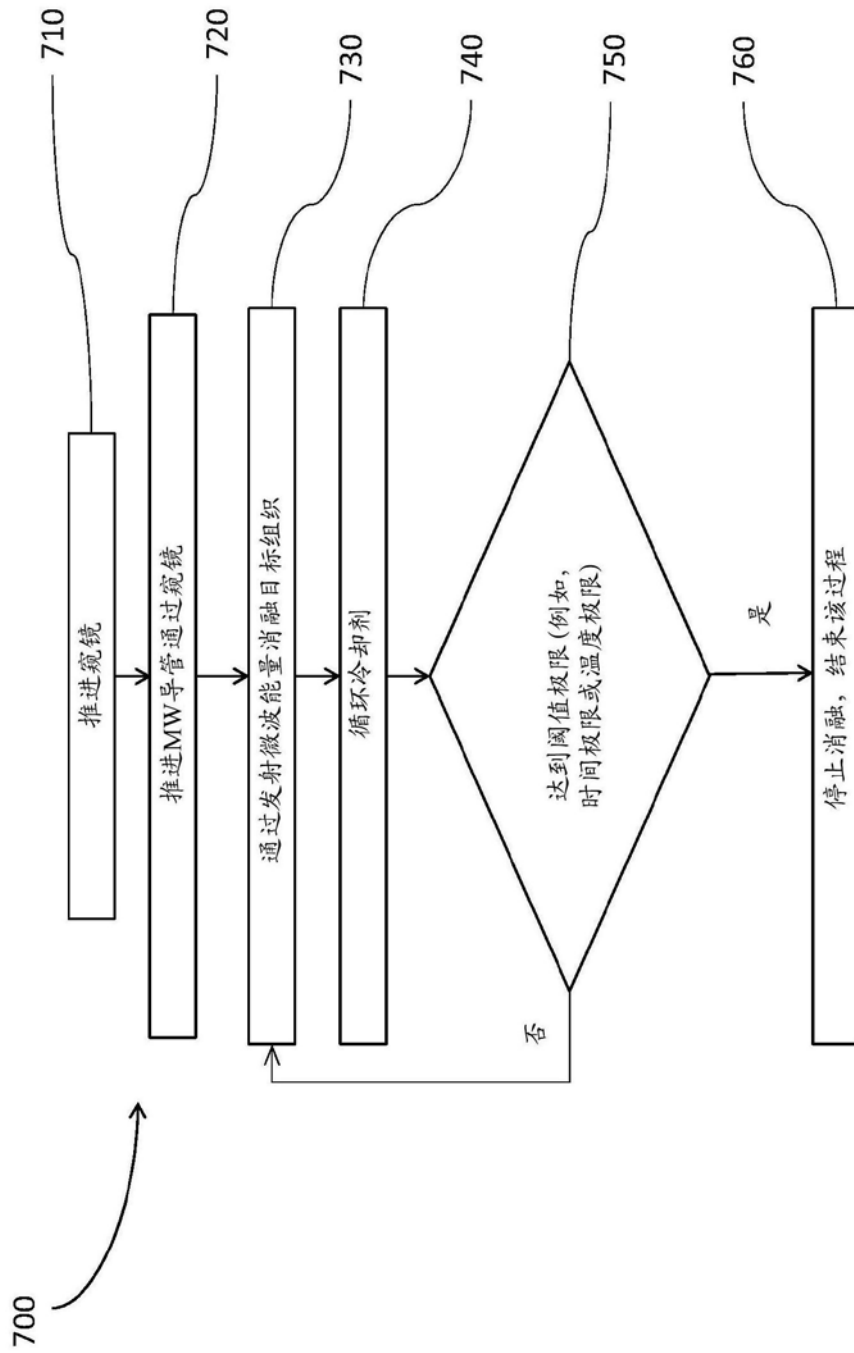 700
推进窥镜
710
推进MW导管通过窥镜
720
通过发射微波能量消融目标组织
730
循环冷却剂
740
达到阈值极限(例如,
时间极限或温度极限)
750
否
是
停止消融, 结束该过程
760